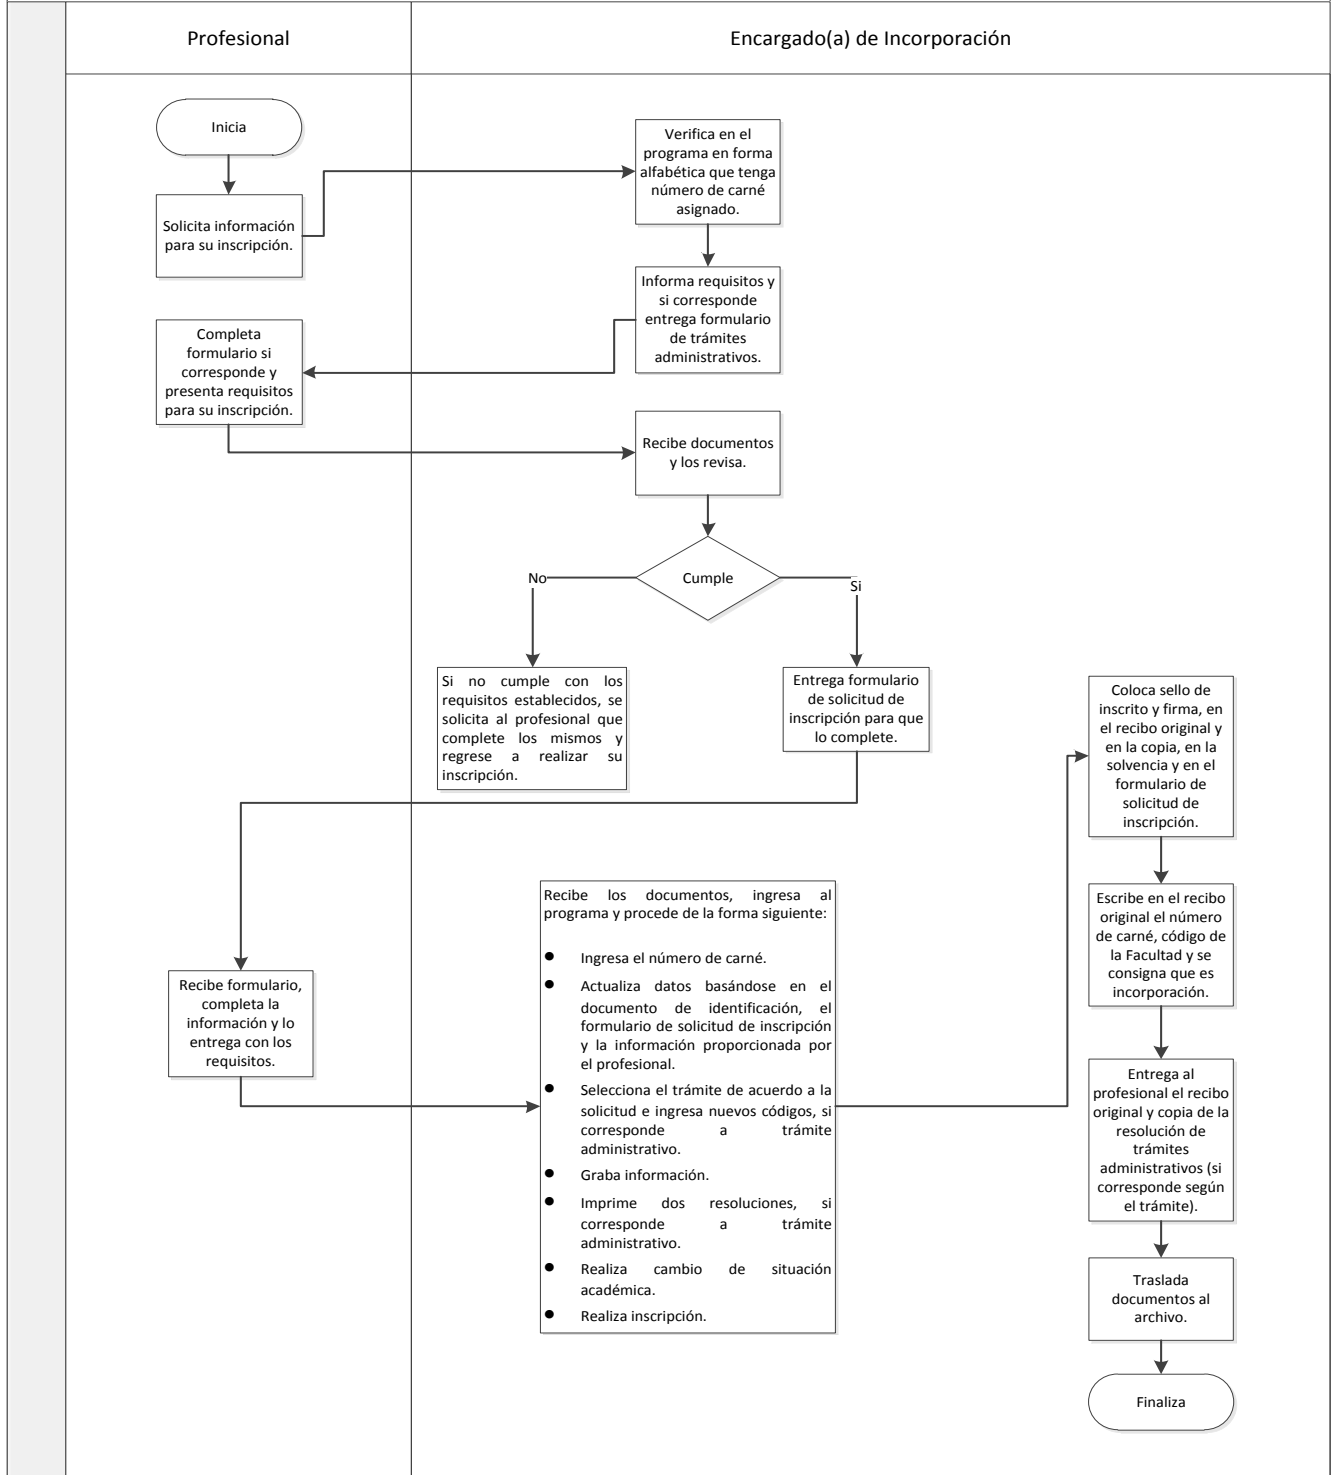 Profesional
Encargado(a) de Incorporación
Inicia
Solicita información
para su inscripción.
Verifica en el
programa en forma
alfabética que tenga
número de carné
asignado.
Informa requisitos y
si corresponde
entrega formulario
de trámites
administrativos.
Completa
formulario si
corresponde y
presenta requisitos
para su inscripción.
Recibe documentos
y los revisa.
Cumple
No
Si
Si no cumple con los
requisitos establecidos, se
solicita al profesional que
complete los mismos y
regrese a realizar su
inscripción.
Entrega formulario
de solicitud de
inscripción para que
lo complete.
Recibe formulario,
completa la
información y lo
entrega con los
requisitos.
Recibe los documentos, ingresa al
programa y procede de la forma siguiente:
● Ingresa el número de carné.
● Actualiza datos basándose en el
documento de identificación, el
formulario de solicitud de inscripción
y la información proporcionada por
el profesional.
● Selecciona el trámite de acuerdo a la
solicitud e ingresa nuevos códigos, si
corresponde a trámite
administrativo.
● Graba información.
● Imprime dos resoluciones, si
corresponde a trámite
administrativo.
● Realiza cambio de situación
académica.
● Realiza inscripción.
Coloca sello de
inscrito y firma, en
el recibo original y
en la copia, en la
solvencia y en el
formulario de
solicitud de
inscripción.
Escribe en el recibo
original el número
de carné, código de
la Facultad y se
consigna que es
incorporación.
Entrega al
profesional el recibo
original y copia de la
resolución de
trámites
administrativos (si
corresponde según
el trámite).
Traslada
documentos al
archivo.
Finaliza